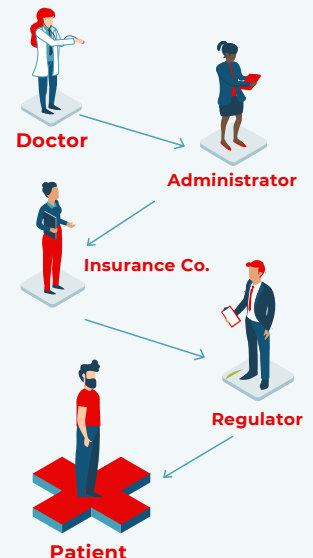 Doctor
Administrator
Insurance Co.
Regulator
Patient